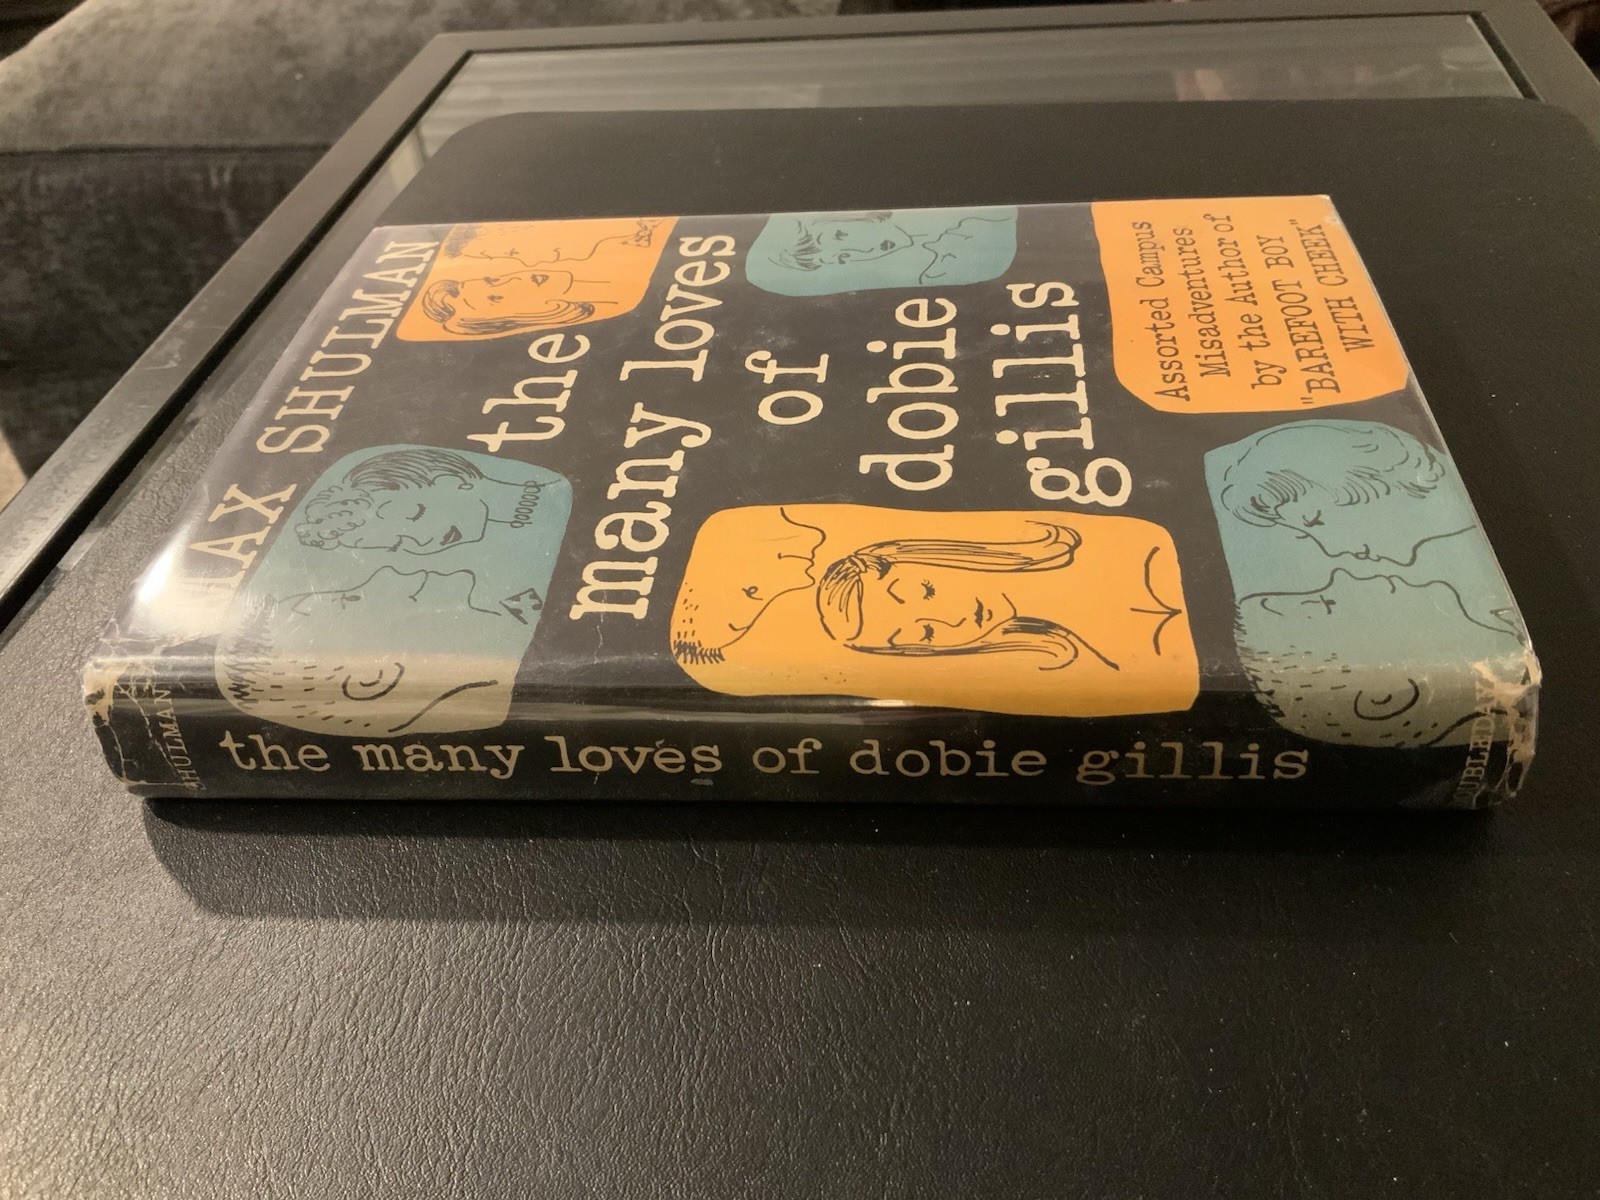 MAX SHULMAN
the
many loves
of
dobie
gillis
Assorted Campus
Misadventures
by the Author of
"BAREFOOT BOY
WITH CHEEK"
SHULMAN
the many loves of dobie gillis
DOUBLEDAY